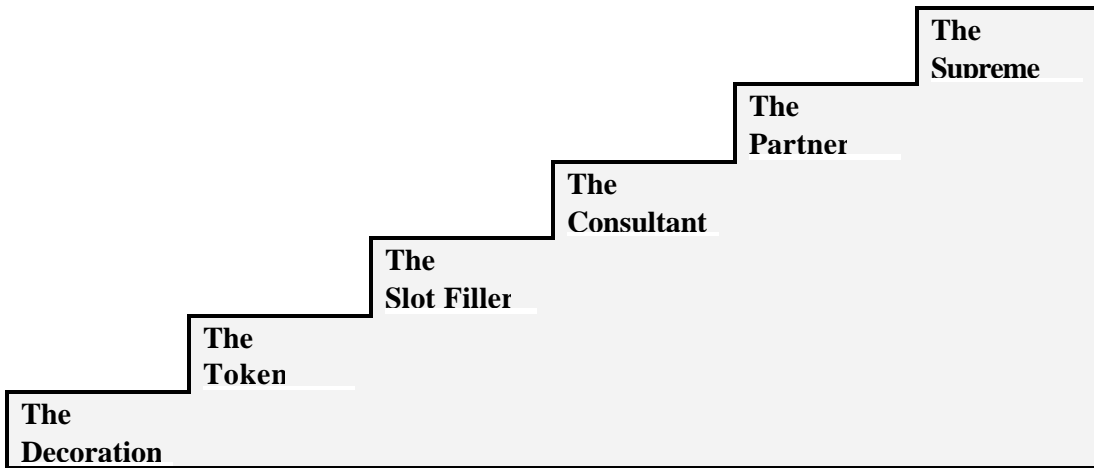 The
Supreme
The
Partner
The
Consultant
The
Slot Filler
The
Token
The
Decoration